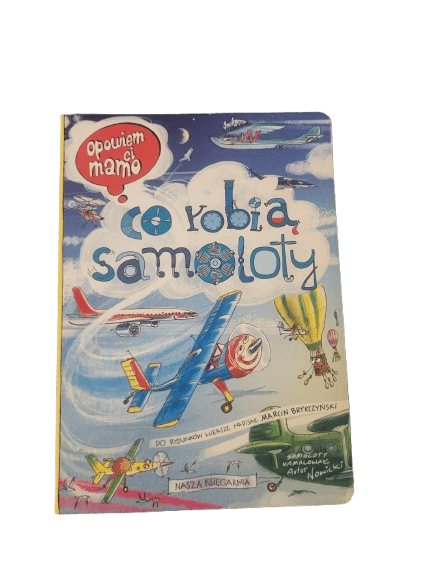 opowiem
ci
mamo
co robią
samoloty
DO RYSUNKÓW WIERSZE NAPISAŁ MARCIN BRYKCZYŃSKI
SAMOLOTY
NAMALOWAŁ
Artur
Nowicki
NASZA KSIĘGARNIA